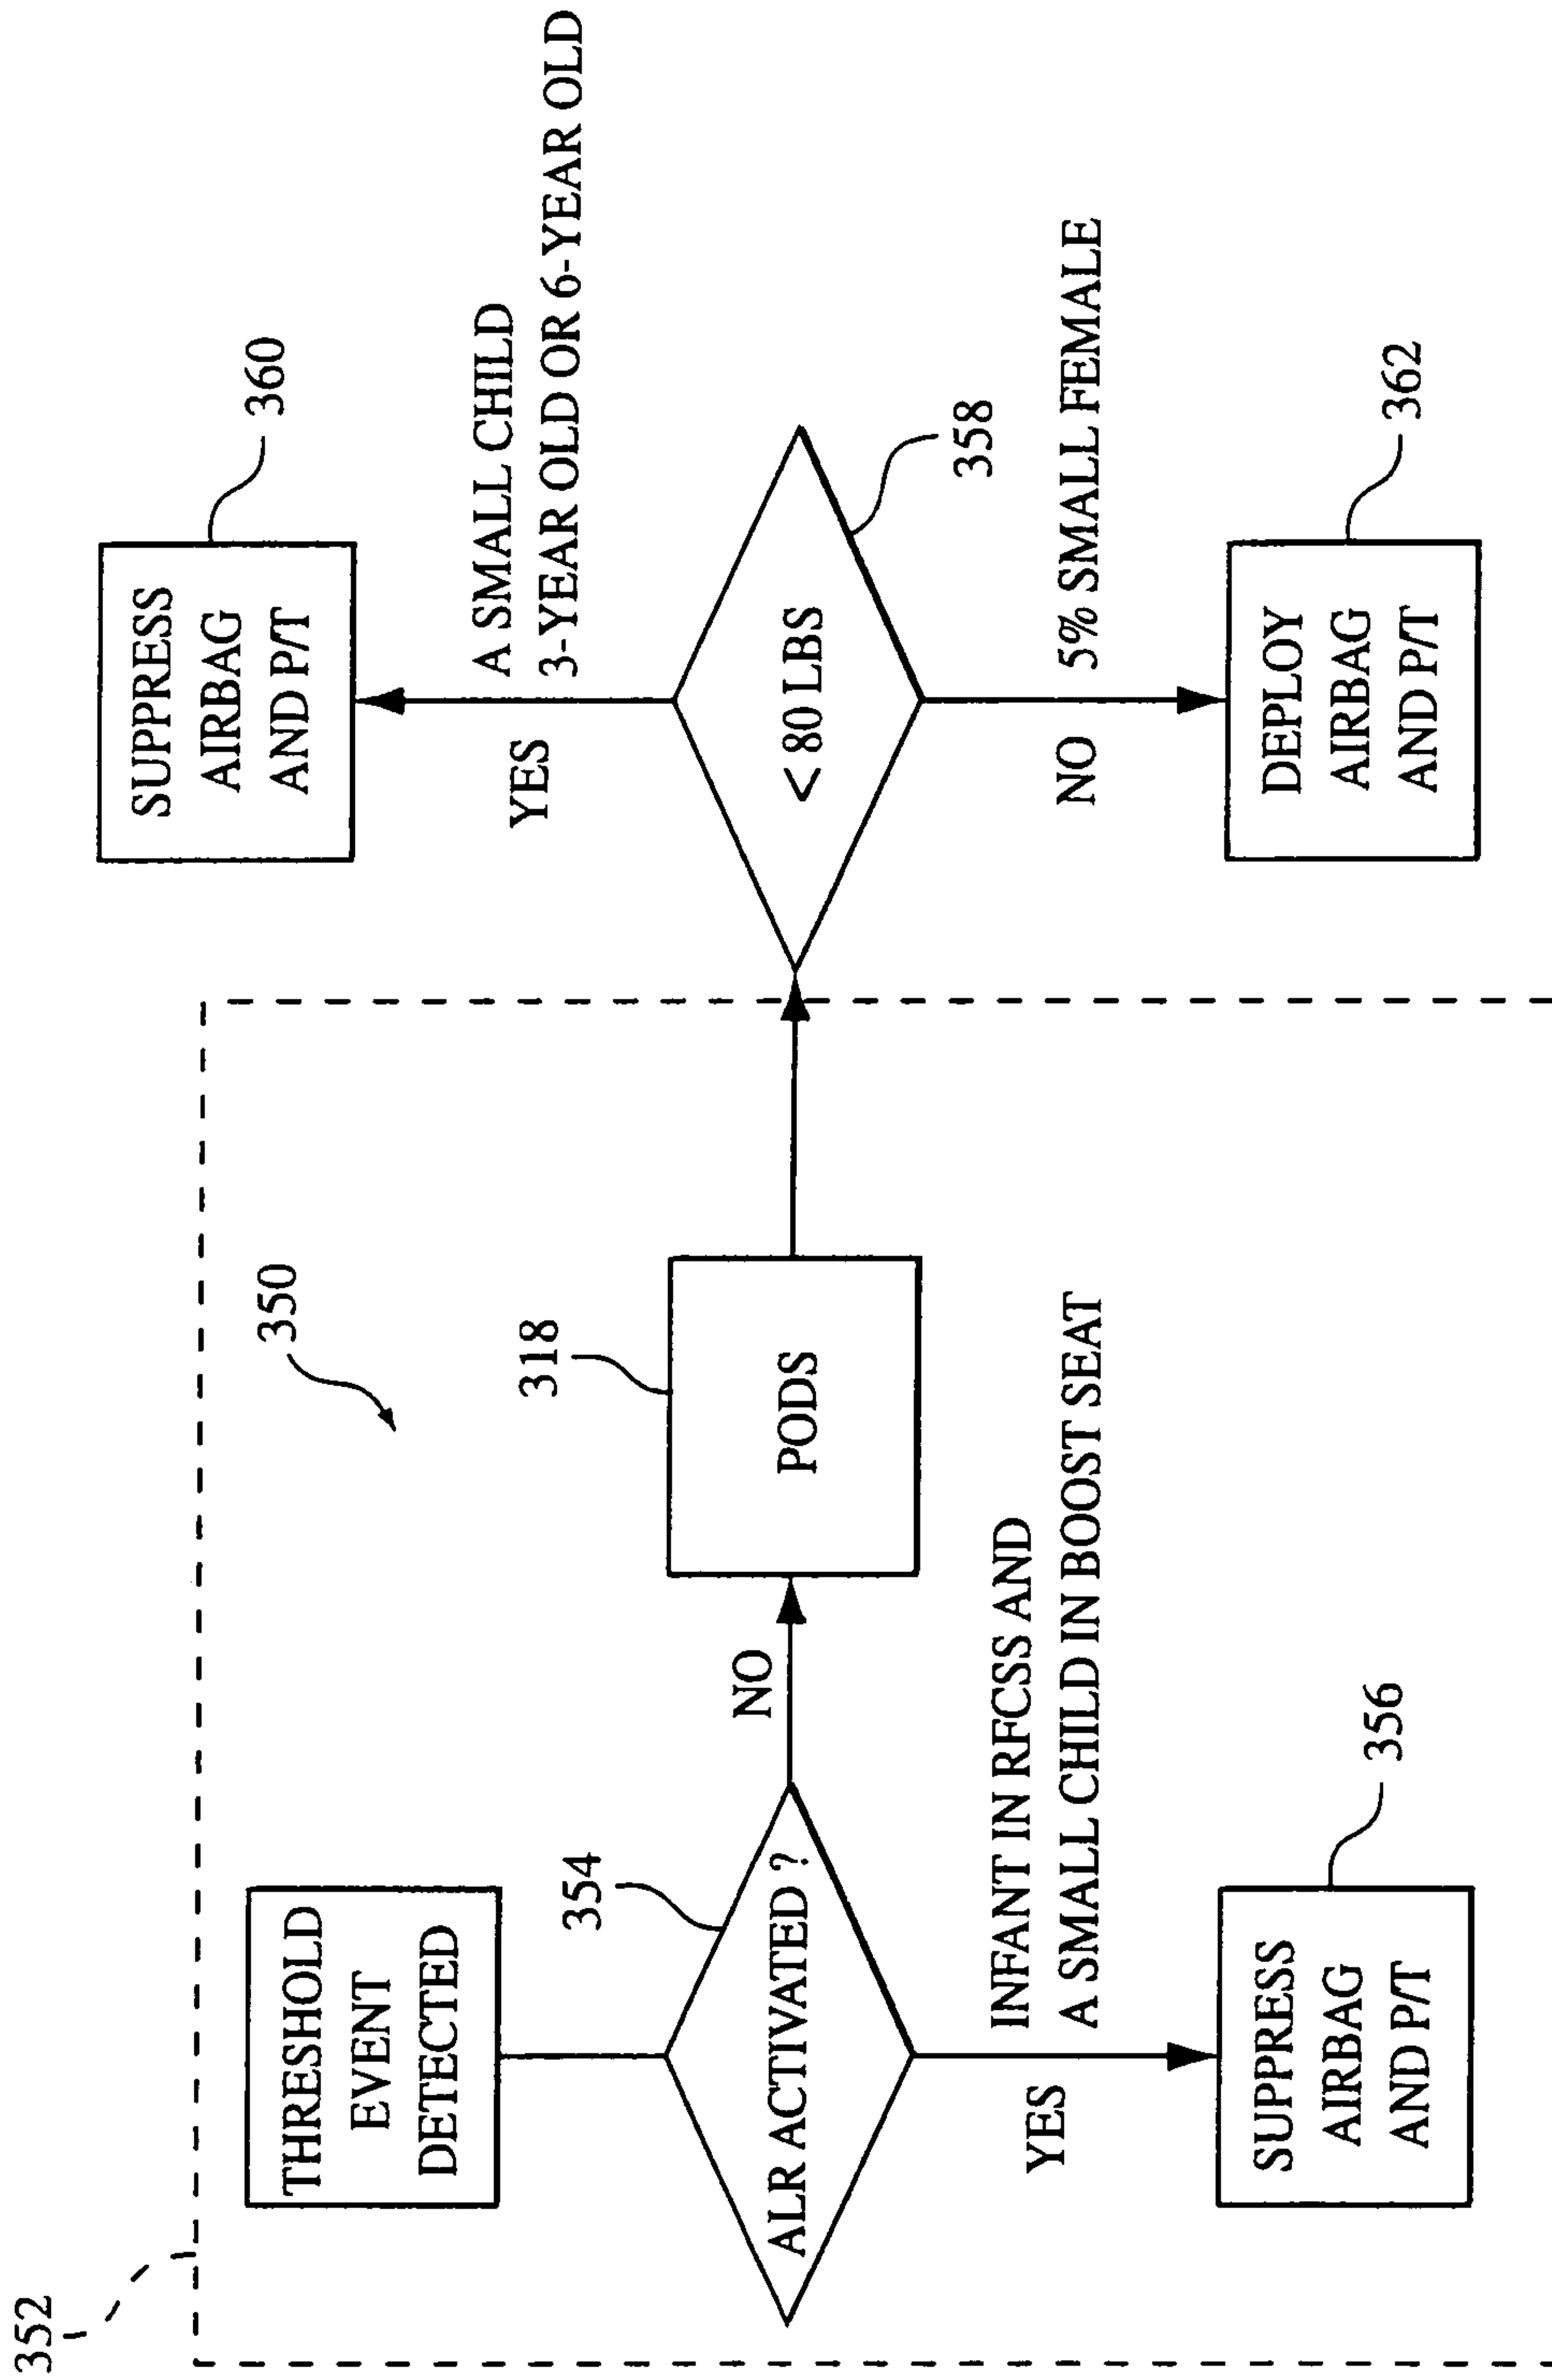 352
350
THRESHOLD
EVENT
DETECTED
354
ALR ACTIVATED ?
NO
318
PODS
YES
INFANT IN RFCSS AND
A SMALL CHILD IN BOOST SEAT
356
SUPPRESS
AIRBAG
AND P/T
360
SUPPRESS
AIRBAG
AND P/T
YES
A SMALL CHILD
3-YEAR OLD OR 6-YEAR OLD
< 80 LBS
358
NO
5% SMALL FEMALE
362
DEPLOY
AIRBAG
AND P/T